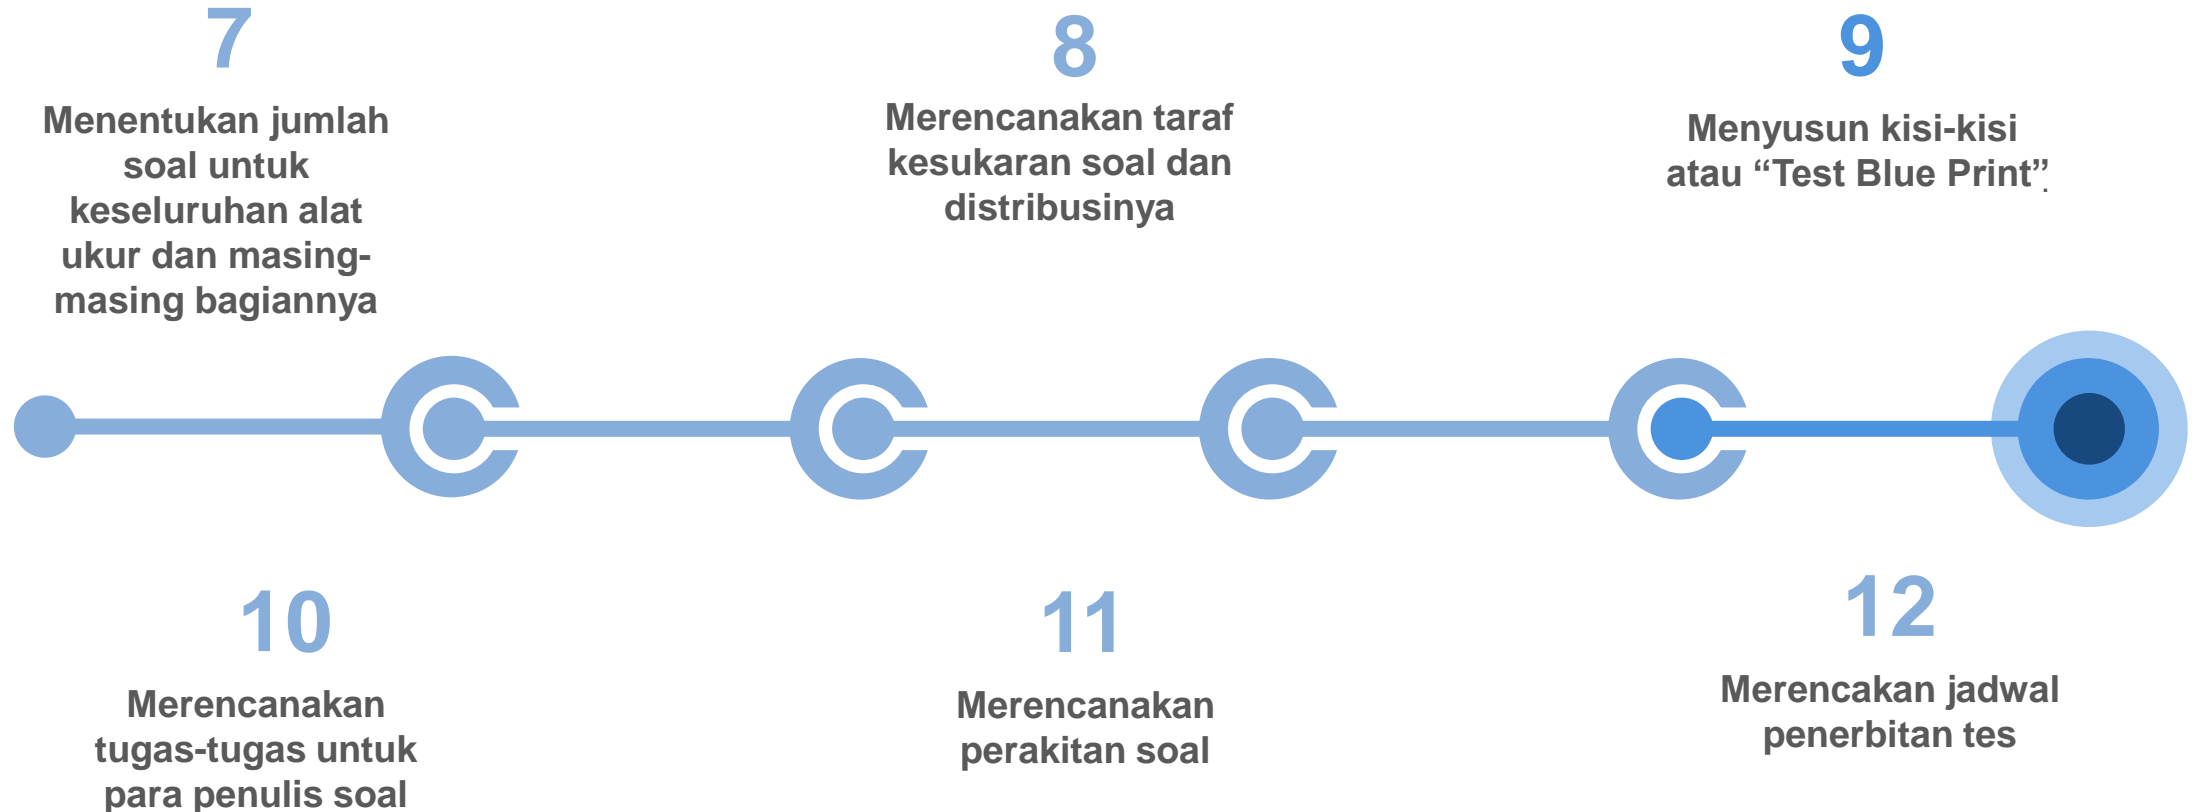 7
Menentukan jumlah
soal untuk
keseluruhan alat
ukur dan masing-
masing bagiannya
8
Merencanakan taraf
kesukaran soal dan
distribusinya
9
Menyusun kisi-kisi
atau “Test Blue Print”.
10
Merencanakan
tugas-tugas untuk
para penulis soal
11
Merencanakan
perakitan soal
12
Merencakan jadwal
penerbitan tes